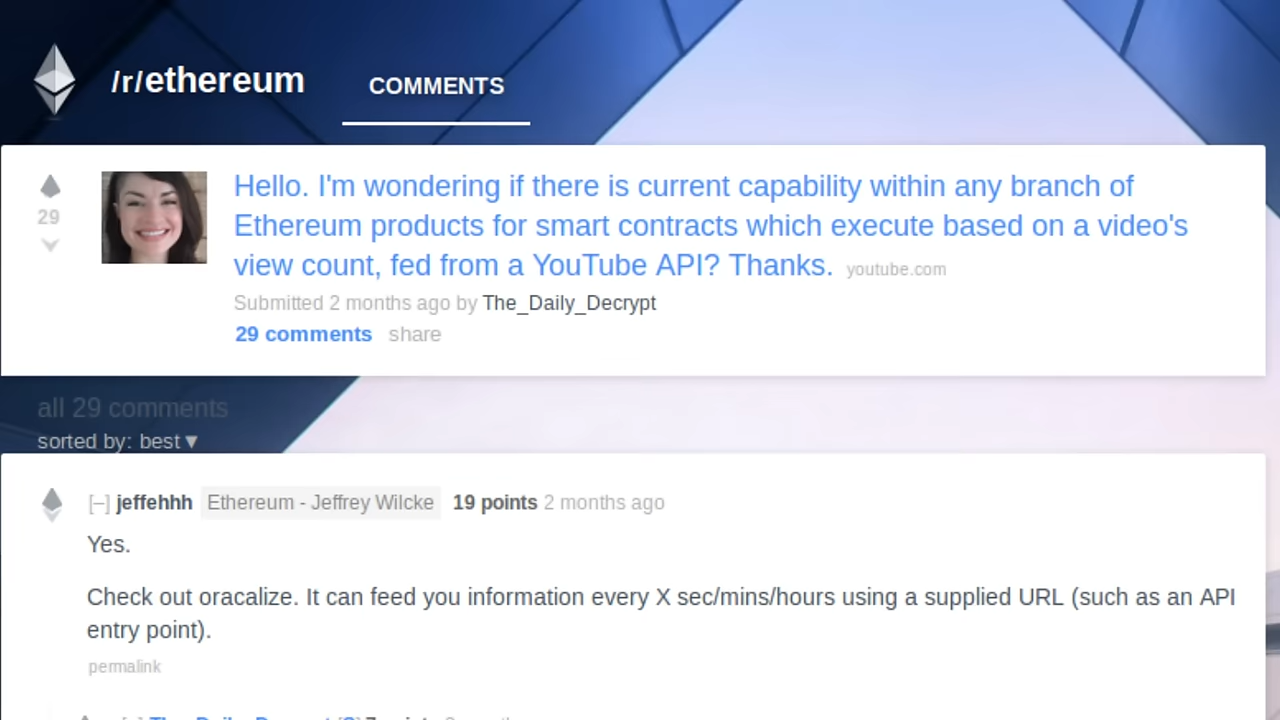 /r/ethereum COMMENTS
29
Hello. I'm wondering if there is current capability within any branch of
Ethereum products for smart contracts which execute based on a video's
view count, fed from a YouTube API? Thanks. youtube.com
Submitted 2 months ago by The_Daily_Decrypt
29 comments share
all 29 comments
sorted by: best ▼
[–] jeffehhh Ethereum - Jeffrey Wilcke 19 points 2 months ago
Yes.
Check out oracalize. It can feed you information every X sec/mins/hours using a supplied URL (such as an API
entry point).
permalink